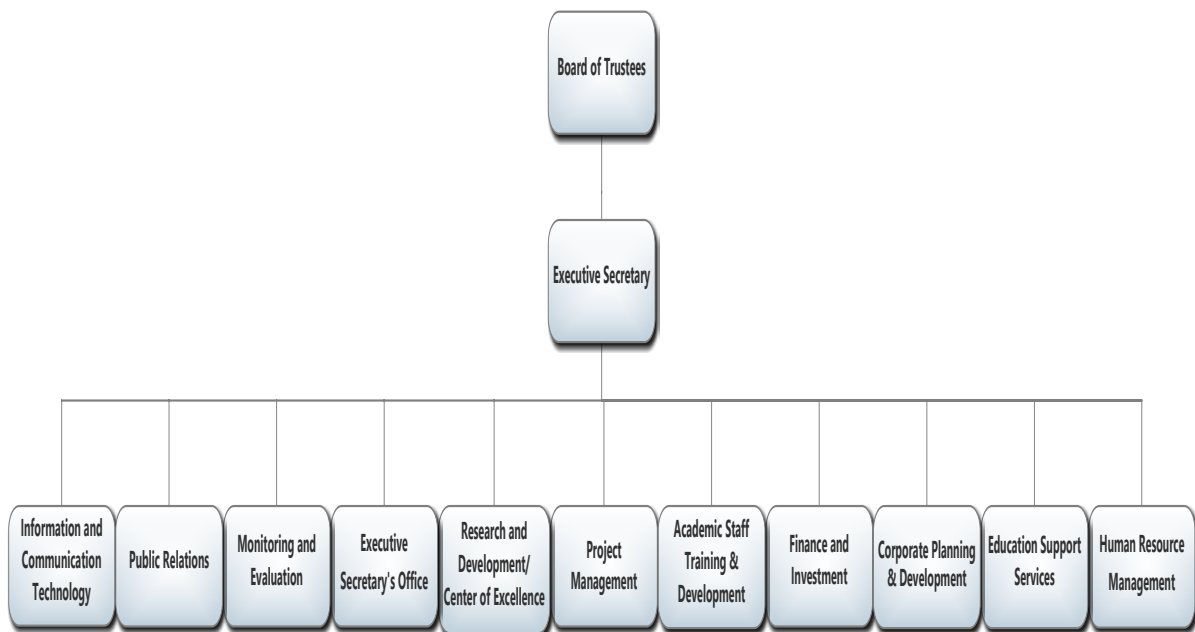 Board of Trustees
Executive Secretary
Information and
Communication
Technology
Public Relations
Monitoring and
Evaluation
Executive
Secretary's Office
Research and
Development/
Center of Excellence
Project
Management
Academic Staff
Training &
Development
Finance and
Investment
Corporate Planning
& Development
Education Support
Services
Human Resource
Management